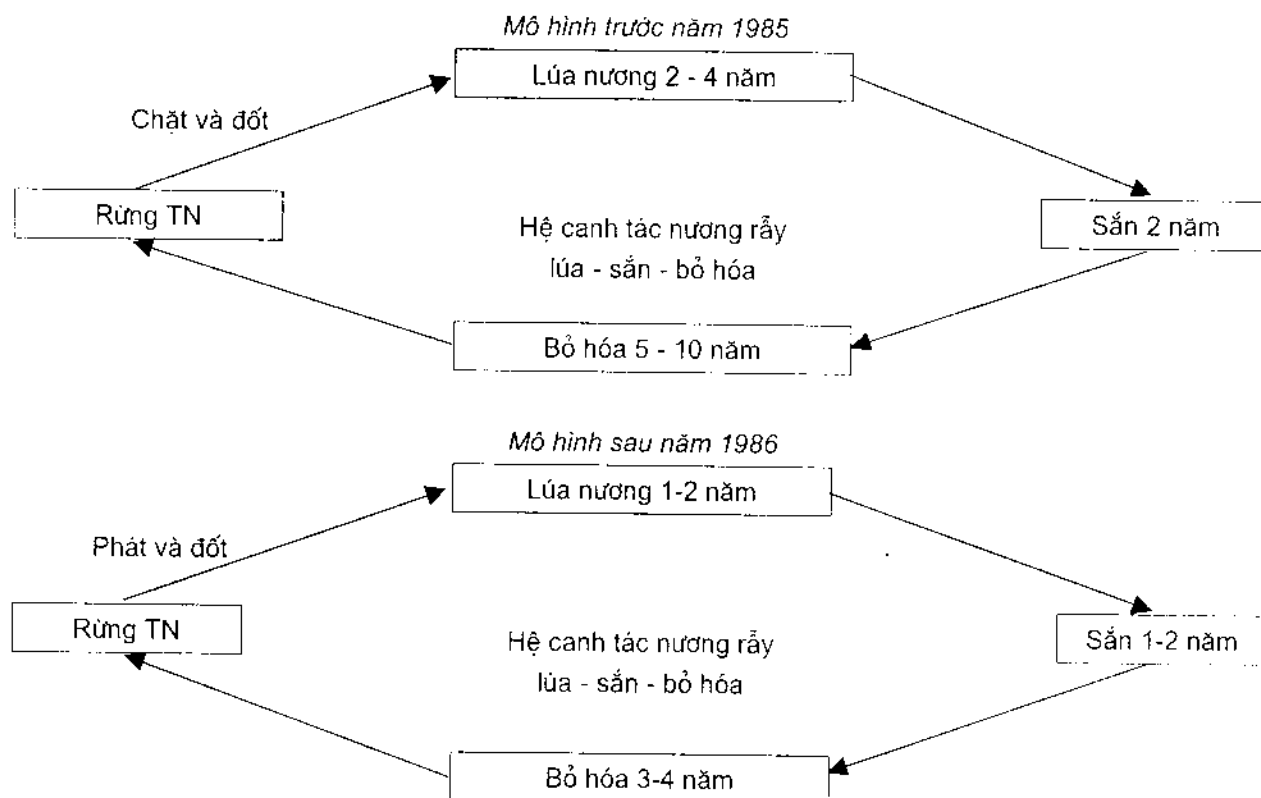 Mô hình trước năm 1985
Lúa nương 2 - 4 năm
Chặt và đốt
Rừng TN
Hệ canh tác nương rẫy
lúa - sắn - bỏ hóa
Sắn 2 năm
Bỏ hóa 5 - 10 năm
Mô hình sau năm 1986
Lúa nương 1-2 năm
Phát và đốt
Rừng TN
Hệ canh tác nương rẫy
lúa - sắn - bỏ hóa
Sắn 1-2 năm
Bỏ hóa 3-4 năm